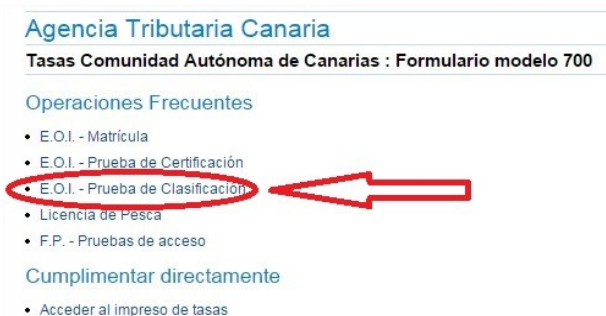 Agencia Tributaria Canaria
Tasas Comunidad Autónoma de Canarias : Formulario modelo 700
Operaciones Frecuentes
E.O.I. - Matrícula
E.O.I. - Prueba de Certificación
E.O.I. - Prueba de Clasificación
Licencia de Pesca
F.P. - Pruebas de acceso
Cumplimentar directamente
Acceder al impreso de tasas